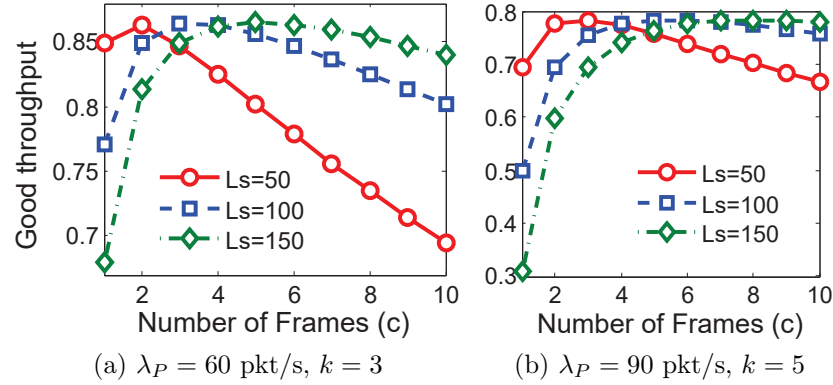 Good throughput
0.85
0.8
0.75
0.7
Ls=50
Ls=100
Ls=150
2 4 6 8 10
Number of Frames (c)
(a) λ_P = 60 pkt/s, k = 3
0.8
0.7
0.6
0.5
0.4
0.3
Ls=50
Ls=100
Ls=150
2 4 6 8 10
Number of Frames (c)
(b) λ_P = 90 pkt/s, k = 5